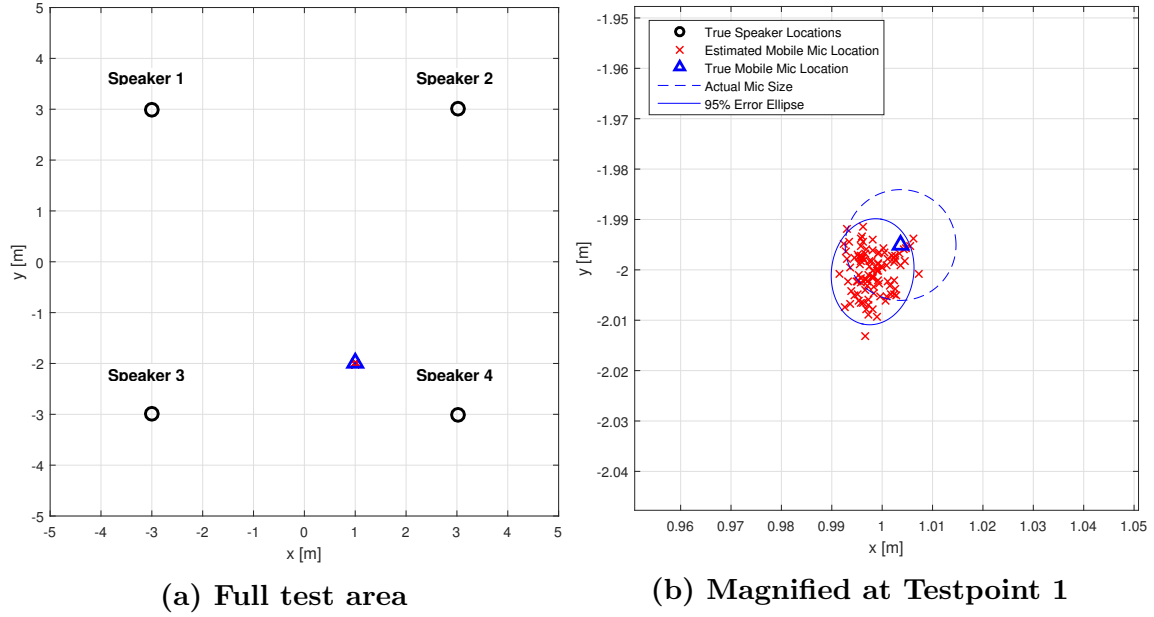 5
4
3
2
1
0
-1
-2
-3
-4
-5
y [m]
Speaker 1
Speaker 2
Speaker 3
Speaker 4
-5 -4 -3 -2 -1 0 1 2 3 4 5
x [m]
(a) Full test area
-1.95
-1.96
-1.97
-1.98
-1.99
-2
-2.01
-2.02
-2.03
-2.04
y [m]
True Speaker Locations
Estimated Mobile Mic Location
True Mobile Mic Location
Actual Mic Size
95% Error Ellipse
0.96 0.97 0.98 0.99 1 1.01 1.02 1.03 1.04 1.05
x [m]
(b) Magnified at Testpoint 1